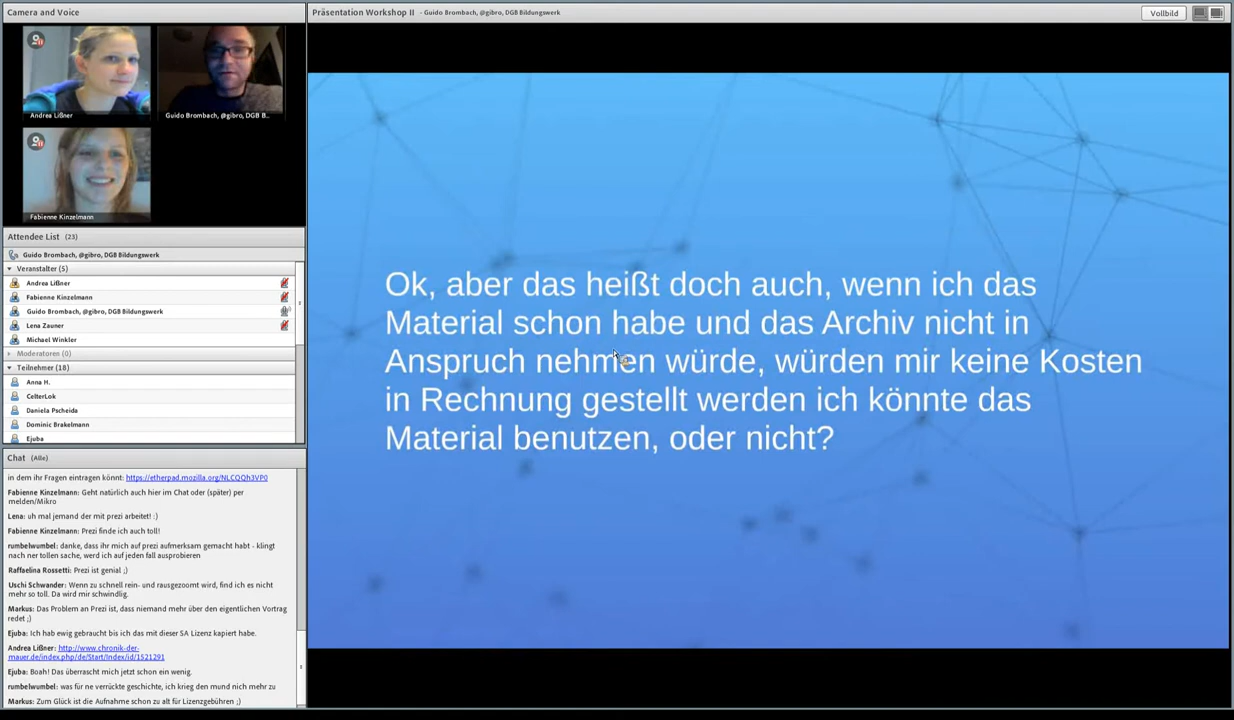 Camera and Voice
Andrea Lißner
Guido Brombach, @gibro, DGB B..
Fabienne Kinzelmann
Attendee List (23)
Guido Brombach, @gibro, DGB Bildungswerk
Veranstalter (5)
Andrea Lißner
Fabienne Kinzelmann
Guido Brombach, @gibro, DGB Bildungswerk
Lena Zauner
Michael Winkler
Moderatoren (0)
Teilnehmer (18)
Anna H.
CelterLok
Daniela Pscheida
Dominic Brakelmann
Ejuba
Chat (Alle)
in dem ihr Fragen eintragen könnt: https://etherpad.mozilla.org/NLCQQh3VP0
Fabienne Kinzelmann: Geht natürlich auch hier im Chat oder (später) per
melden/Mikro
Lena: uh mal jemand der mit prezi arbeitet! :)
Fabienne Kinzelmann: Prezi finde ich auch toll!
rumbelwumbel: danke, dass ihr mich auf prezi aufmerksam gemacht habt - klingt
nach ner tollen sache, werd ich auf jeden fall ausprobieren
Raffaelina Rossetti: Prezi ist genial ;)
Uschi Schwander: Wenn zu schnell rein- und rausgezoomt wird, find ich es nicht
mehr so toll. Da wird mir schwindlig.
Markus: Das Problem an Prezi ist, dass niemand mehr über den eigentlichen Vortrag
redet ;)
Ejuba: Ich hab ewig gebraucht bis ich das mit dieser SA Lizenz kapiert habe.
Andrea Lißner: http://www.chronik-der-
mauer.de/index.php/de/Start/Index/id/1521291
Ejuba: Boah! Das überrascht mich jetzt schon ein wenig.
rumbelwumbel: was für ne verrückte geschichte, ich krieg den mund nich mehr zu
Markus: Zum Glück ist die Aufnahme schon zu alt für Lizenzgebühren ;)
Präsentation Workshop II - Guido Brombach, @gibro, DGB Bildungswerk
Vollbild
Ok, aber das heißt doch auch, wenn ich das
Material schon habe und das Archiv nicht in
Anspruch nehmen würde, würden mir keine Kosten
in Rechnung gestellt werden ich könnte das
Material benutzen, oder nicht?